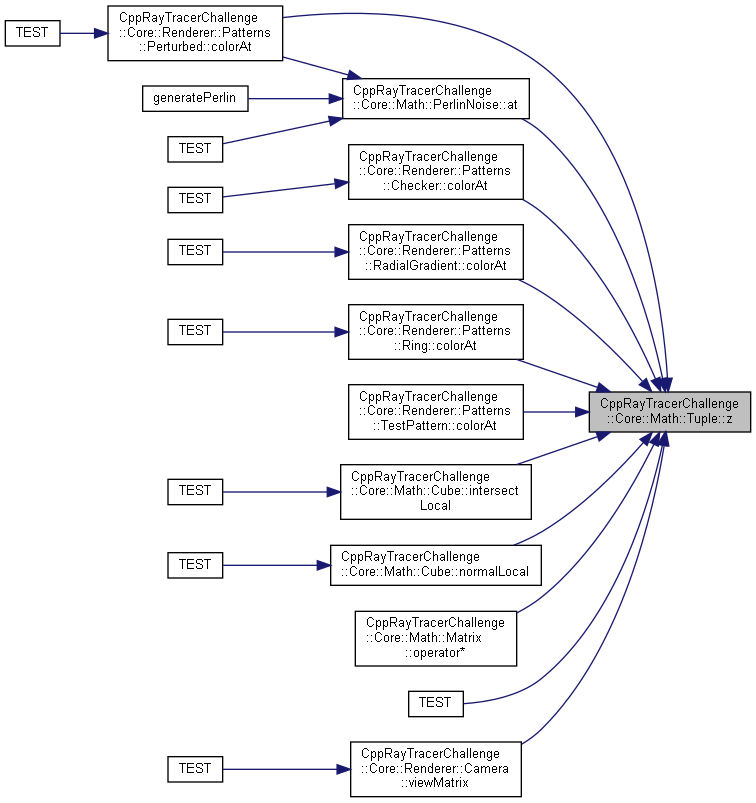 CppRayTracerChallenge
::Core::Renderer::Patterns
::Perturbed::colorAt
TEST
CppRayTracerChallenge
::Core::Math::PerlinNoise::at
generatePerlin
TEST
CppRayTracerChallenge
::Core::Renderer::Patterns
::Checker::colorAt
TEST
CppRayTracerChallenge
::Core::Renderer::Patterns
::RadialGradient::colorAt
TEST
CppRayTracerChallenge
::Core::Renderer::Patterns
::Ring::colorAt
TEST
CppRayTracerChallenge
::Core::Renderer::Patterns
::TestPattern::colorAt
CppRayTracerChallenge
::Core::Math::Tuple::z
CppRayTracerChallenge
::Core::Math::Cube::intersect
Local
TEST
CppRayTracerChallenge
::Core::Math::Cube::normalLocal
TEST
CppRayTracerChallenge
::Core::Math::Matrix
::operator*
TEST
CppRayTracerChallenge
::Core::Renderer::Camera
::viewMatrix
TEST